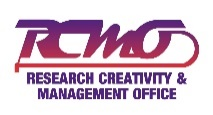 RCMO
RESEARCH CREATIVITY &
MANAGEMENT OFFICE